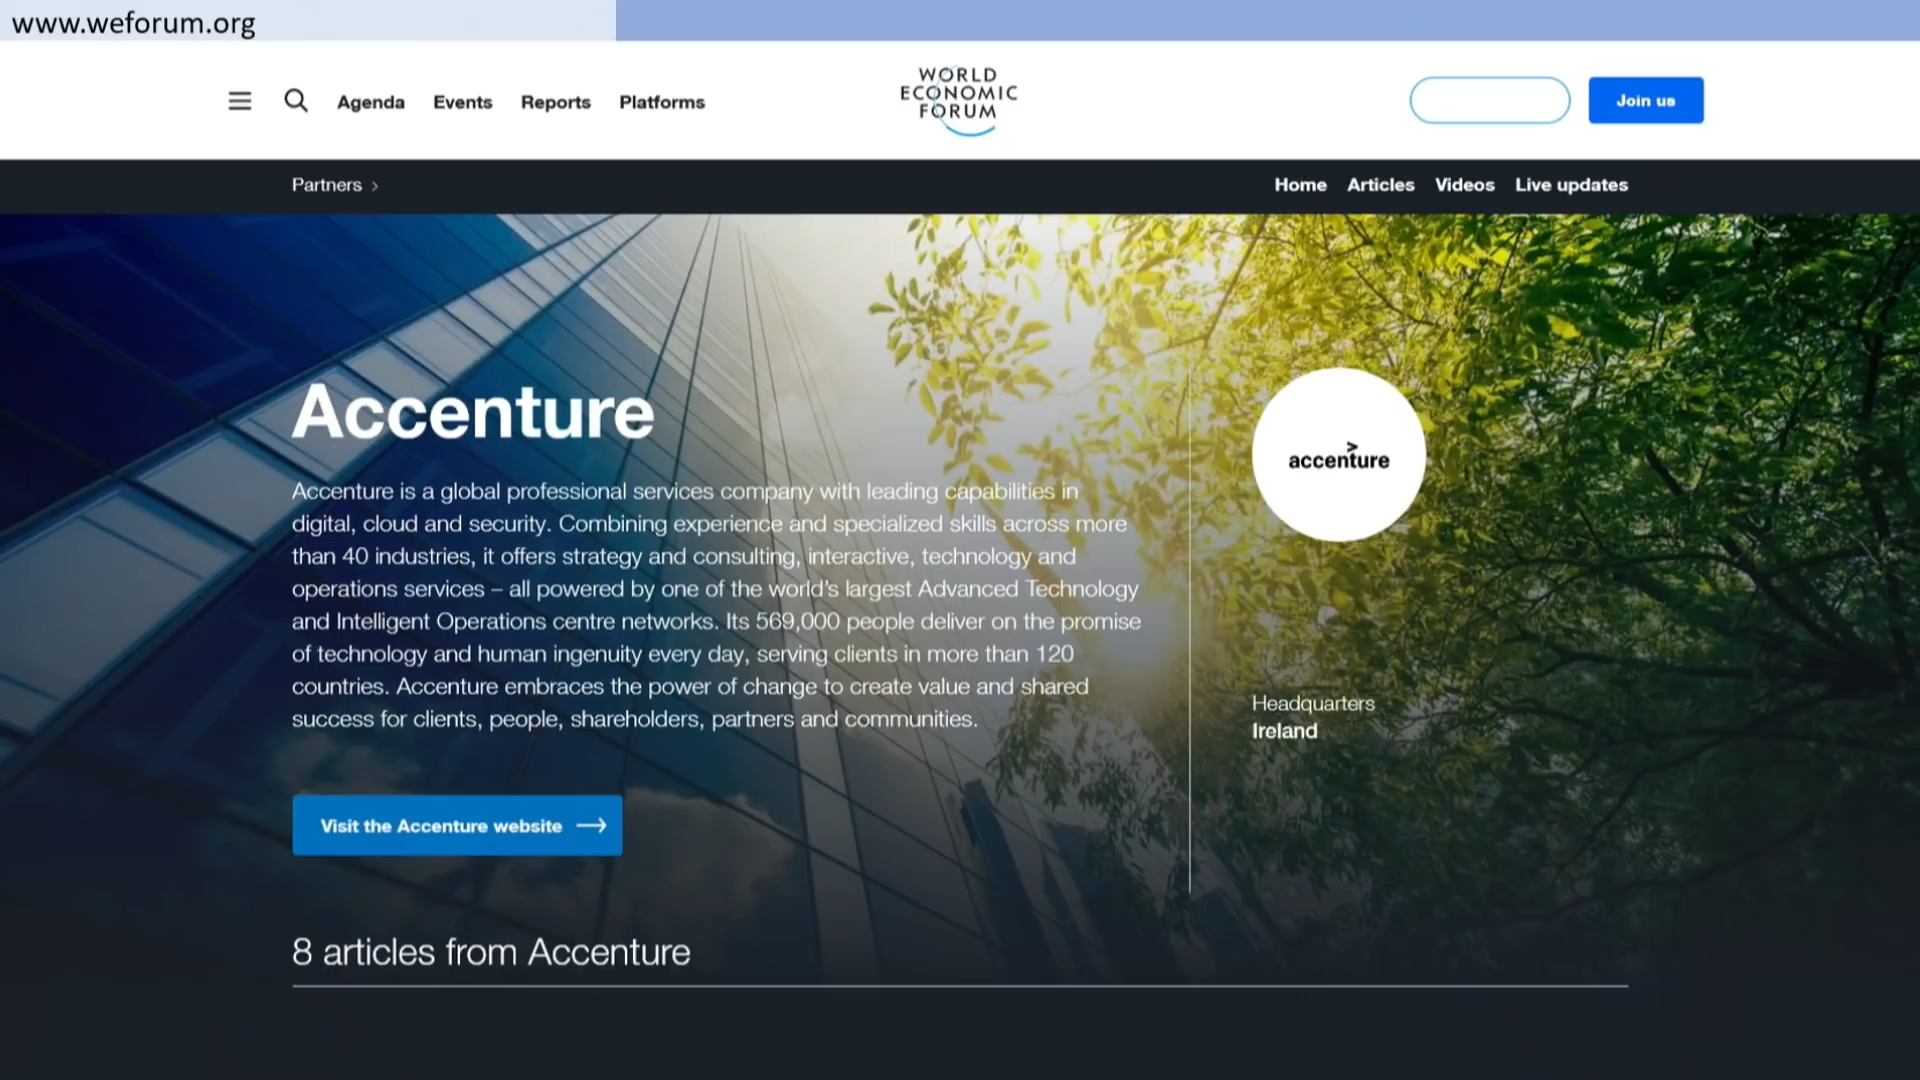 www.weforum.org
Agenda Events Reports Platforms
WORLD
ECONOMIC
FORUM
Join us
Partners >
Home Articles Videos Live updates
Accenture
Accenture is a global professional services company with leading capabilities in
digital, cloud and security. Combining experience and specialized skills across more
than 40 industries, it offers strategy and consulting, interactive, technology and
operations services – all powered by one of the world's largest Advanced Technology
and Intelligent Operations centre networks. Its 569,000 people deliver on the promise
of technology and human ingenuity every day, serving clients in more than 120
countries. Accenture embraces the power of change to create value and shared
success for clients, people, shareholders, partners and communities.
accenture
Headquarters
Ireland
Visit the Accenture website →
8 articles from Accenture